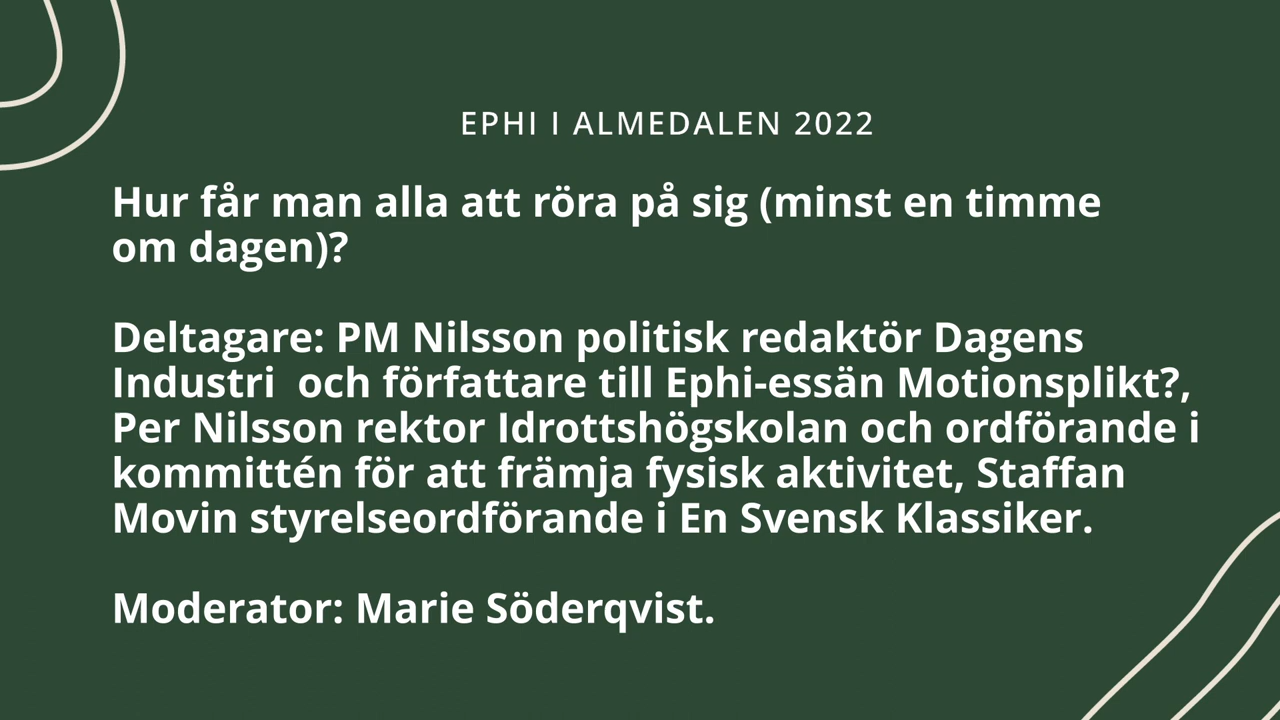 EPHI I ALMEDALEN 2022
Hur får man alla att röra på sig (minst en timme
om dagen)?
Deltagare: PM Nilsson politisk redaktör Dagens
Industri  och författare till Ephi-essän Motionsplikt?,
Per Nilsson rektor Idrottshögskolan och ordförande i
kommittén för att främja fysisk aktivitet, Staffan
Movin styrelseordförande i En Svensk Klassiker.
Moderator: Marie Söderqvist.